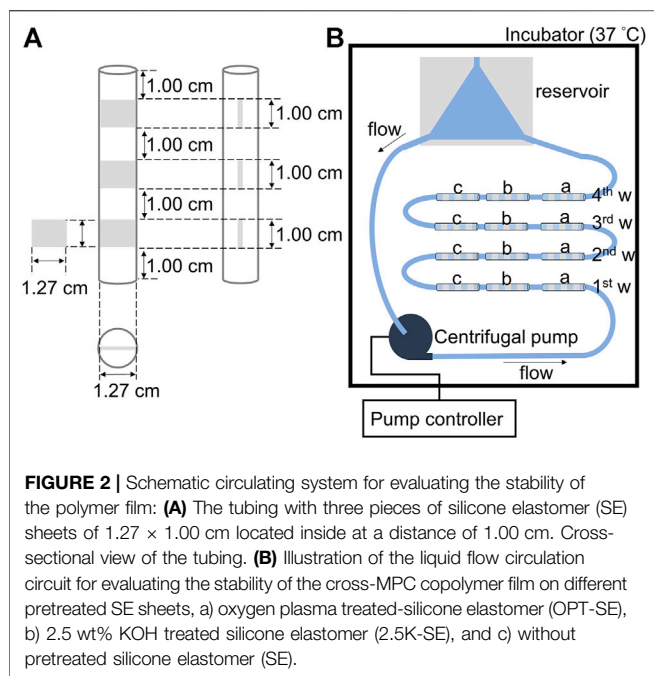 A
1.00 cm
1.00 cm
1.00 cm
1.00 cm
1.00 cm
1.00 cm
1.00 cm
1.27 cm
1.27 cm
B
Incubator (37 °C)
reservoir
flow
c b a 4th w
c b a 3rd w
c b a 2nd w
c b a 1st w
Centrifugal pump
flow
Pump controller
FIGURE 2 | Schematic circulating system for evaluating the stability of
the polymer film: (A) The tubing with three pieces of silicone elastomer (SE)
sheets of 1.27 × 1.00 cm located inside at a distance of 1.00 cm. Cross-
sectional view of the tubing. (B) Illustration of the liquid flow circulation
circuit for evaluating the stability of the cross-MPC copolymer film on different
pretreated SE sheets, a) oxygen plasma treated-silicone elastomer (OPT-SE),
b) 2.5 wt% KOH treated silicone elastomer (2.5K-SE), and c) without
pretreated silicone elastomer (SE).